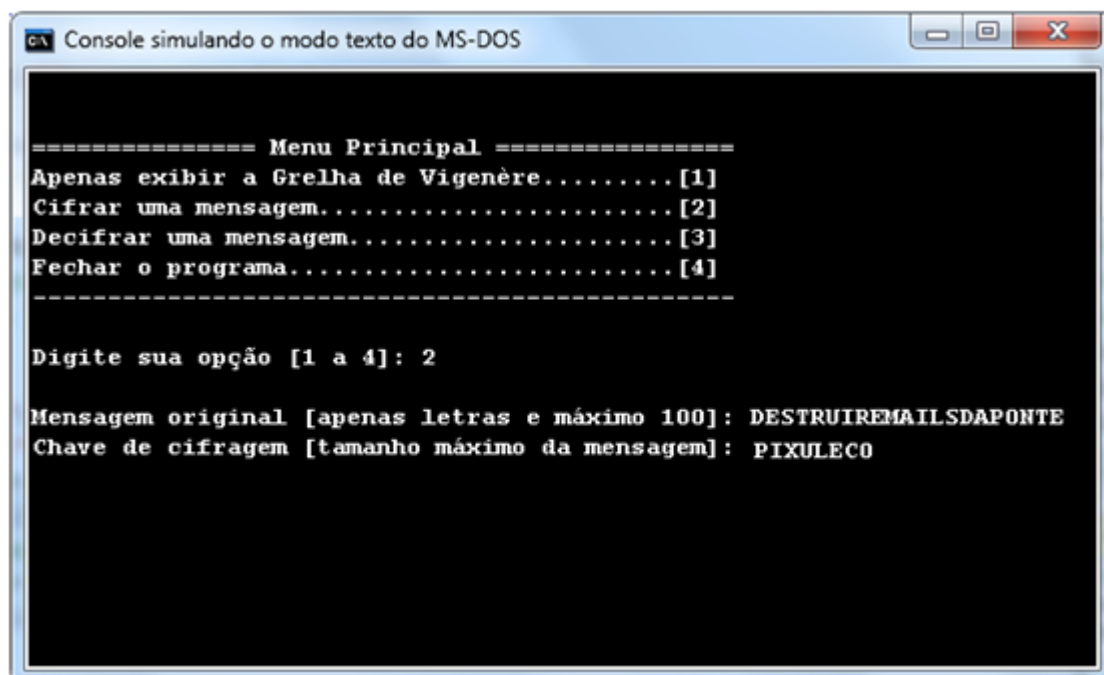 Console simulando o modo texto do MS-DOS
=============== Menu Principal ================
Apenas exibir a Grelha de Vigenère.........[1]
Cifrar uma mensagem........................[2]
Decifrar uma mensagem......................[3]
Fechar o programa..........................[4]
-----------------------------------------------
Digite sua opção [1 a 4]: 2
Mensagem original [apenas letras e máximo 100]: DESTRUIREMAILSDAPONTE
Chave de cifragem [tamanho máximo da mensagem]: PIXULECO